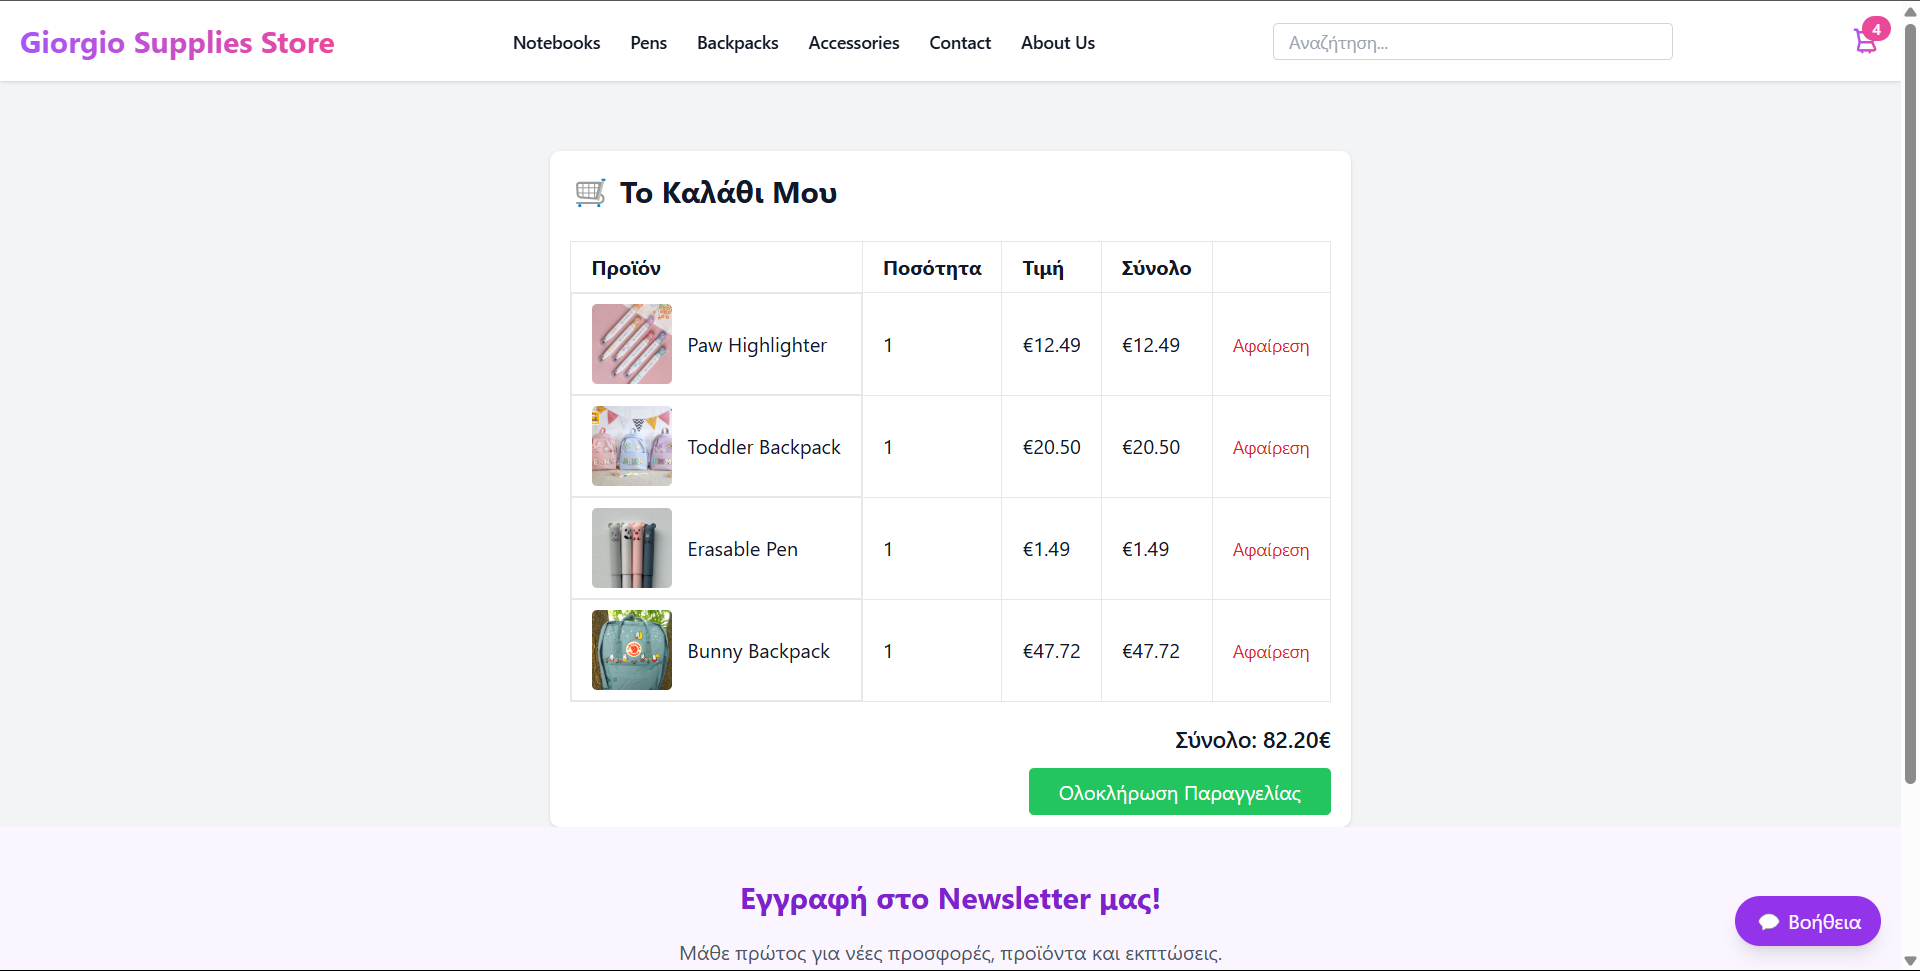 Giorgio Supplies Store Notebooks Pens Backpacks Accessories Contact About Us Αναζήτηση... 4
Το Καλάθι Μου
Προϊόν Ποσότητα Τιμή Σύνολο
Paw Highlighter 1 €12.49 €12.49 Αφαίρεση
Toddler Backpack 1 €20.50 €20.50 Αφαίρεση
Erasable Pen 1 €1.49 €1.49 Αφαίρεση
Bunny Backpack 1 €47.72 €47.72 Αφαίρεση
Σύνολο: 82.20€
Ολοκλήρωση Παραγγελίας
Εγγραφή στο Newsletter μας!
Μάθε πρώτος για νέες προσφορές, προϊόντα και εκπτώσεις.
Βοήθεια